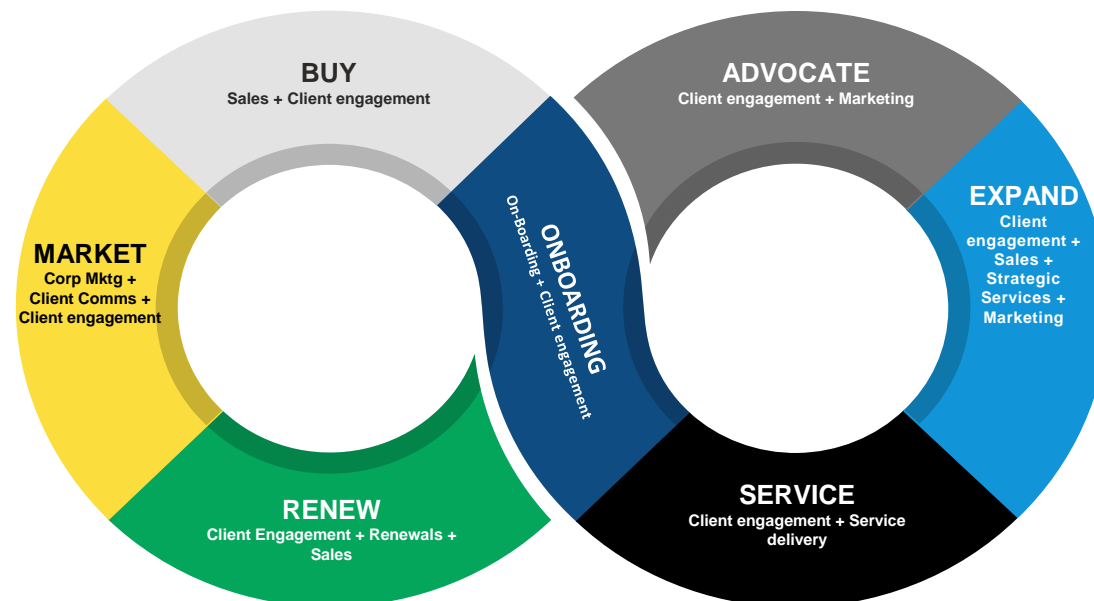 BUY
Sales + Client engagement
ADVOCATE
Client engagement + Marketing
MARKET
Corp Mktg +
Client Comms +
Client engagement
ONBOARDING
On-Boarding + Client engagement
EXPAND
Client
engagement +
Sales +
Strategic
Services +
Marketing
RENEW
Client Engagement + Renewals +
Sales
SERVICE
Client engagement + Service
delivery